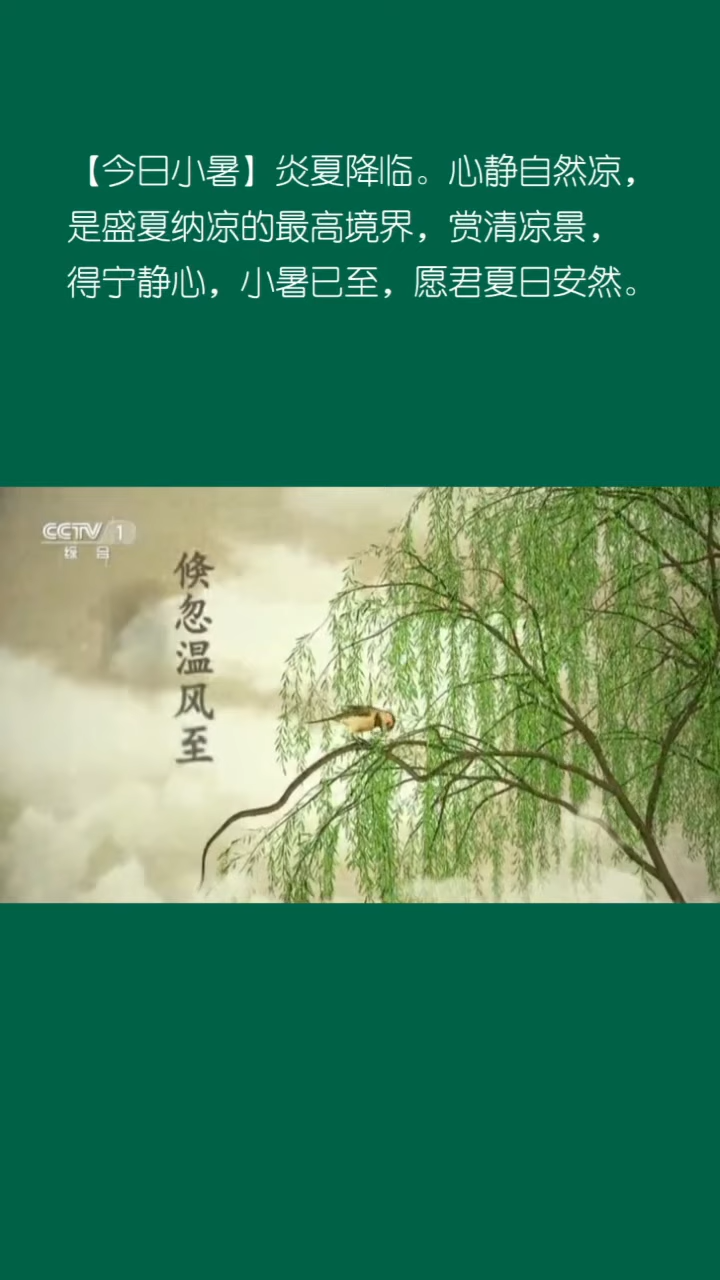 【今日小暑】炎夏降临。心静自然凉，
是盛夏纳凉的最高境界，赏清凉景，
得宁静心，小暑已至，愿君夏日安然。
CCTV 1
综合
倏忽温风至